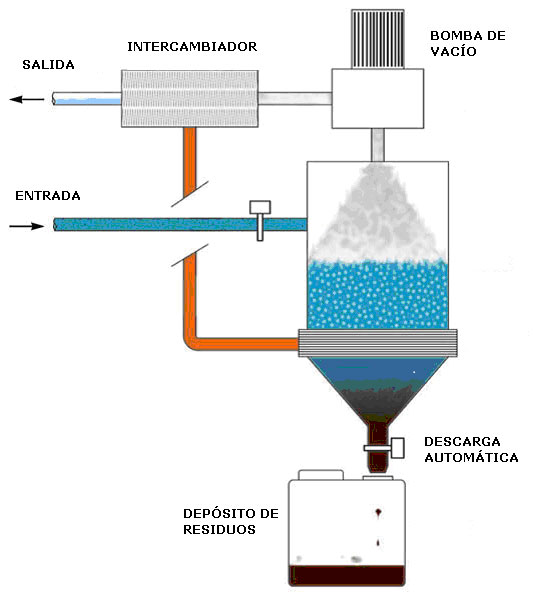 BOMBA DE
VACÍO
INTERCAMBIADOR
SALIDA
ENTRADA
DESCARGA
AUTOMÁTICA
DEPÓSITO DE
RESIDUOS